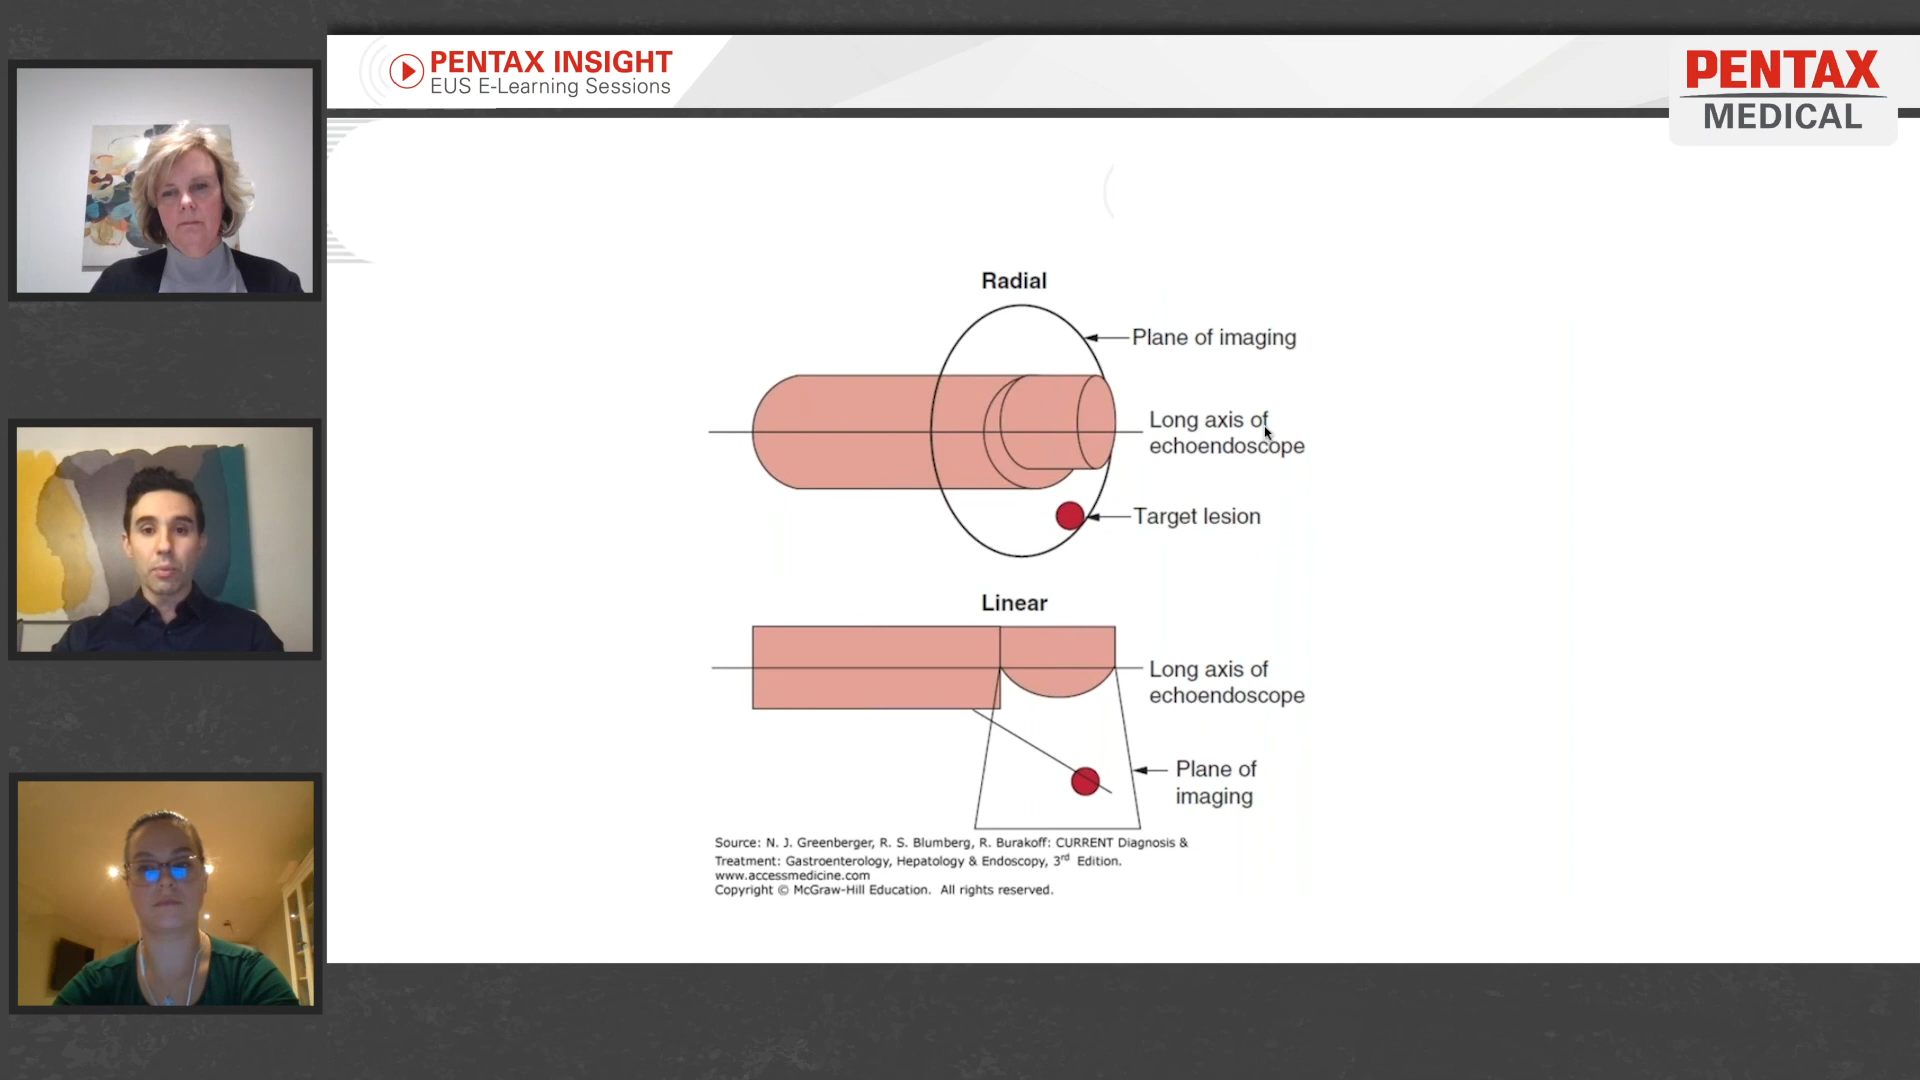 PENTAX INSIGHT
EUS E-Learning Sessions
PENTAX
MEDICAL
Radial
Plane of imaging
Long axis of
echoendoscope
Target lesion
Linear
Long axis of
echoendoscope
Plane of
imaging
Source: N. J. Greenberger, R. S. Blumberg, R. Burakoff: CURRENT Diagnosis &
Treatment: Gastroenterology, Hepatology & Endoscopy, 3rd Edition.
www.accessmedicine.com
Copyright © McGraw-Hill Education. All rights reserved.